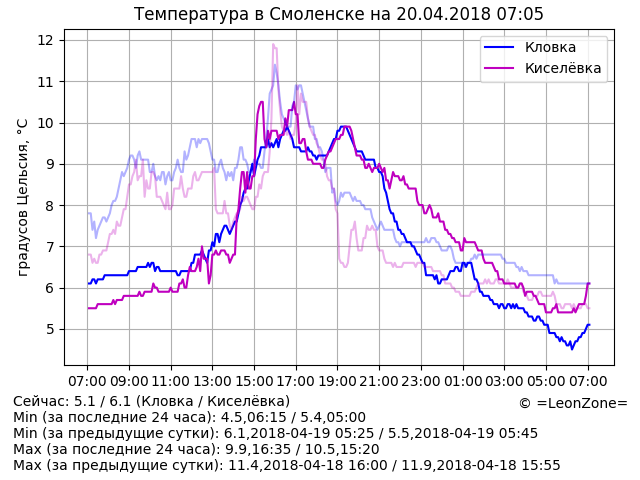 Температура в Смоленске на 20.04.2018 07:05
Кловка
Киселёвка
градусов Цельсия, °C
12
11
10
9
8
7
6
5
07:00 09:00 11:00 13:00 15:00 17:00 19:00 21:00 23:00 01:00 03:00 05:00 07:00
Сейчас: 5.1 / 6.1 (Кловка / Киселёвка)
© =LeonZone=
Min (за последние 24 часа): 4.5,06:15 / 5.4,05:00
Min (за предыдущие сутки): 6.1,2018-04-19 05:25 / 5.5,2018-04-19 05:45
Max (за последние 24 часа): 9.9,16:35 / 10.5,15:20
Max (за предыдущие сутки): 11.4,2018-04-18 16:00 / 11.9,2018-04-18 15:55